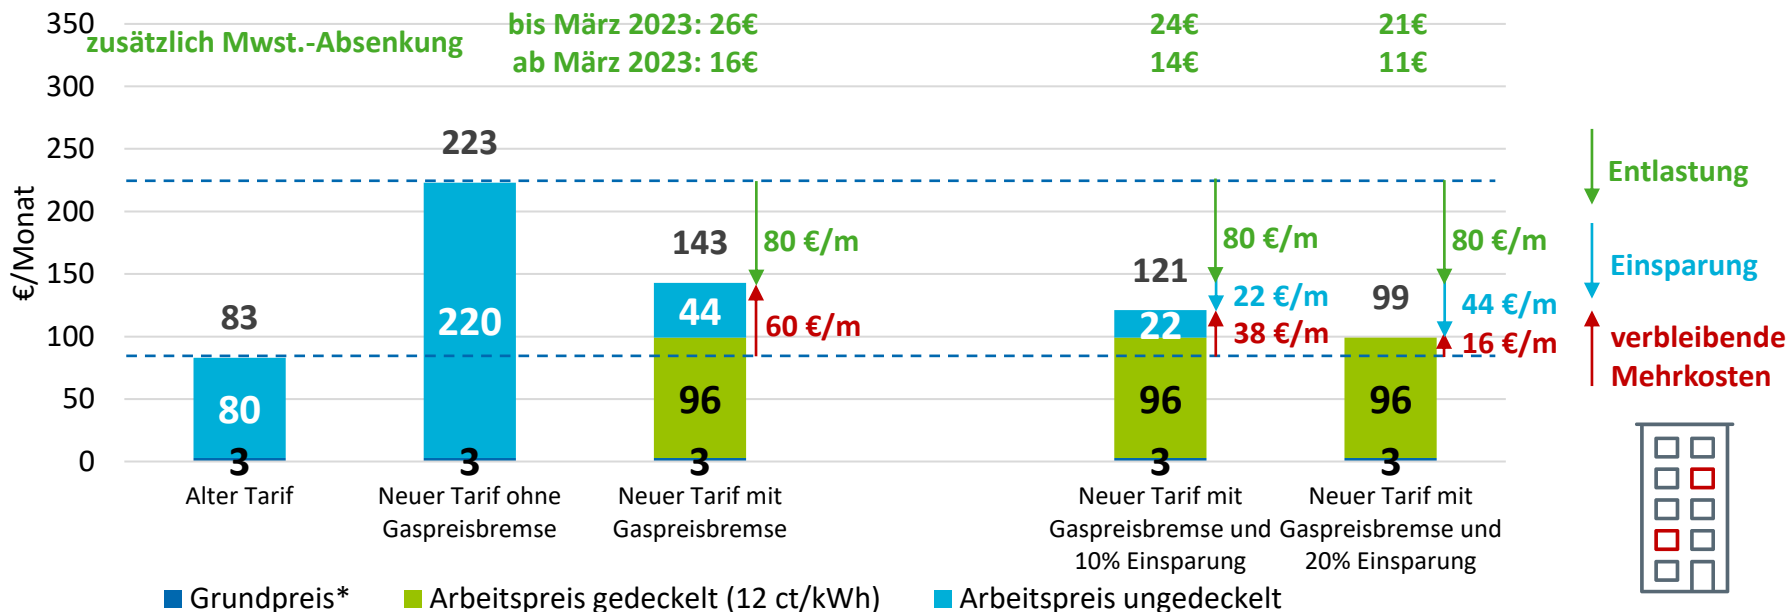 zusätzlich Mwst.-Absenkung
bis März 2023: 26€
24€
21€
ab März 2023: 16€
14€
11€
€/Monat
350
300
250
200
150
100
50
0
83
80
3
223
220
3
143
44
96
3
80 €/m
60 €/m
121
22
96
3
80 €/m
22 €/m
38 €/m
99
96
3
80 €/m
44 €/m
16 €/m
Alter Tarif
Neuer Tarif ohne
Gaspreisbremse
Neuer Tarif mit
Gaspreisbremse
Neuer Tarif mit
Gaspreisbremse und
10% Einsparung
Neuer Tarif mit
Gaspreisbremse und
20% Einsparung
Entlastung
Einsparung
verbleibende
Mehrkosten
Grundpreis*
Arbeitspreis gedeckelt (12 ct/kWh)
Arbeitspreis ungedeckelt